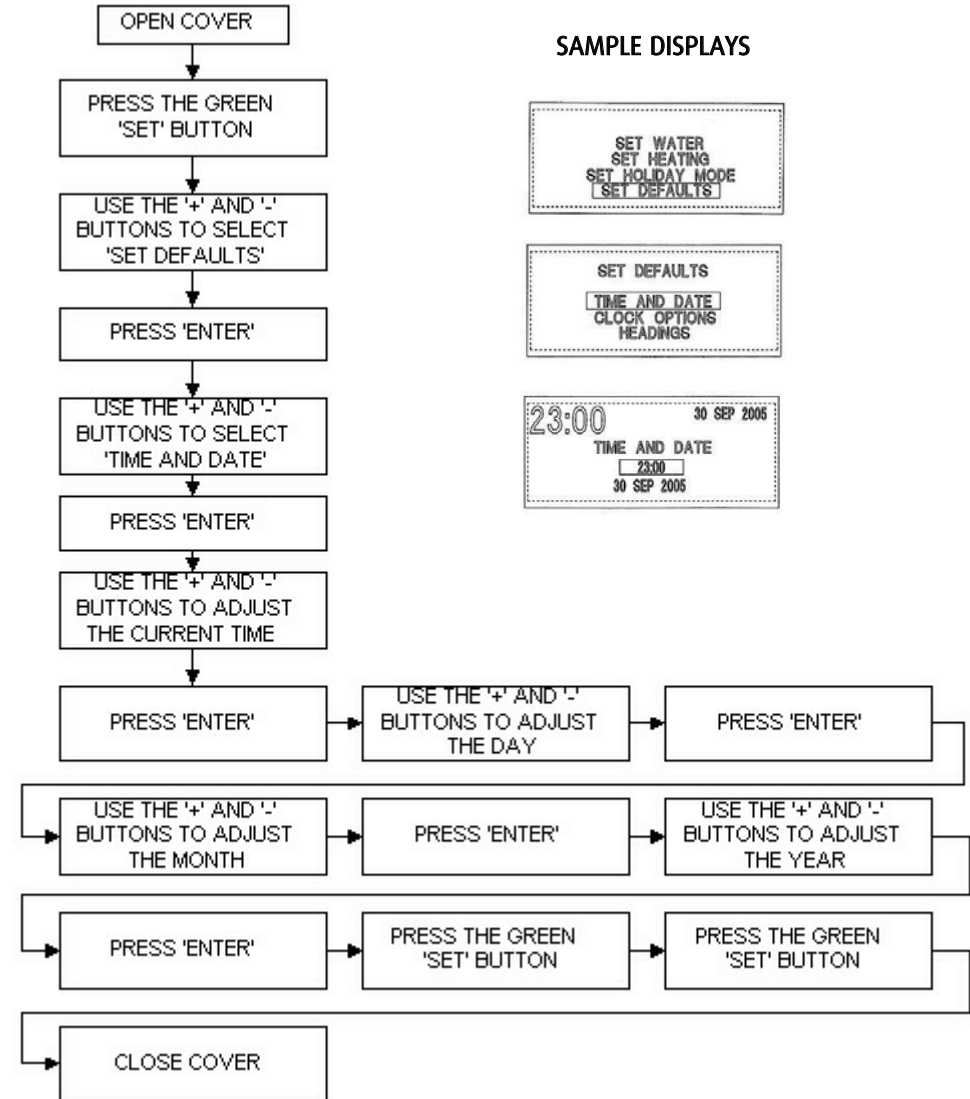 OPEN COVER
SAMPLE DISPLAYS
PRESS THE GREEN
'SET' BUTTON
SET WATER
SET HEATING
SET HOLIDAY MODE
SET DEFAULTS
USE THE '+' AND '-'
BUTTONS TO SELECT
'SET DEFAULTS'
SET DEFAULTS
TIME AND DATE
CLOCK OPTIONS
HEADINGS
PRESS 'ENTER'
USE THE '+' AND '-'
BUTTONS TO SELECT
'TIME AND DATE'
23:00
30 SEP 2005
TIME AND DATE
23:00
30 SEP 2005
PRESS 'ENTER'
USE THE '+' AND '-'
BUTTONS TO ADJUST
THE CURRENT TIME
PRESS 'ENTER'
USE THE '+' AND '-'
BUTTONS TO ADJUST
THE DAY
PRESS 'ENTER'
USE THE '+' AND '-'
BUTTONS TO ADJUST
THE MONTH
PRESS 'ENTER'
USE THE '+' AND '-'
BUTTONS TO ADJUST
THE YEAR
PRESS 'ENTER'
PRESS THE GREEN
'SET' BUTTON
PRESS THE GREEN
'SET' BUTTON
CLOSE COVER